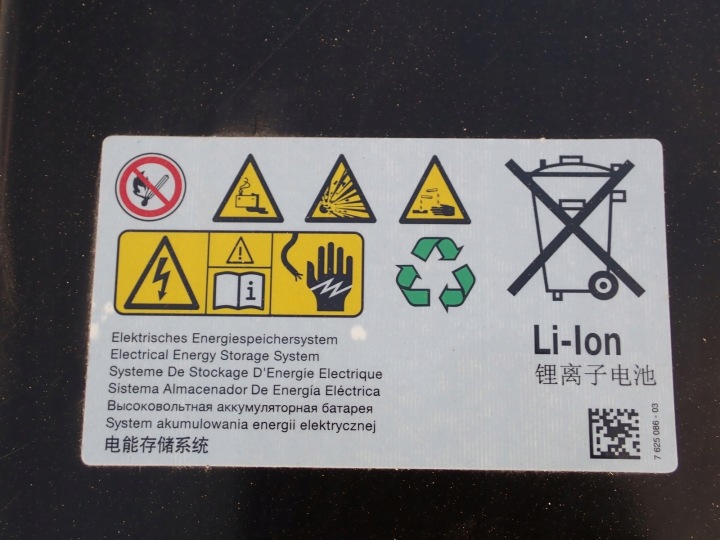 Elektrisches Energiespeichersystem
Electrical Energy Storage System
Systeme De Stockage D'Energie Electrique
Sistema Almacenador De Energía Eléctrica
Высоковольтная аккумуляторная батарея
System akumulowania energii elektrycznej
电能存储系统
Li-Ion
锂离子电池
7 625 086 - 03